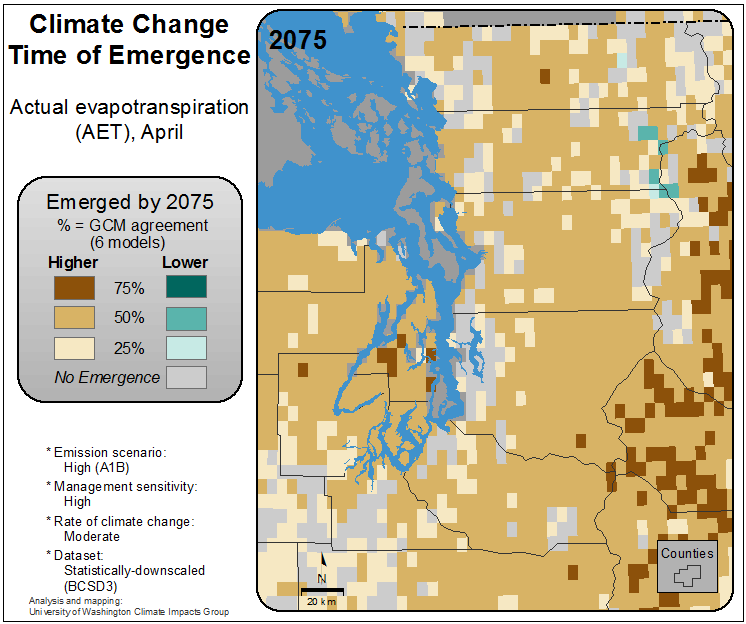 Climate Change
Time of Emergence
Actual evapotranspiration
(AET), April
Emerged by 2075
% = GCM agreement
(6 models)
Higher Lower
75%
50%
25%
No Emergence
* Emission scenario:
High (A1B)
* Management sensitivity:
High
* Rate of climate change:
Moderate
* Dataset:
Statistically-downscaled
(BCSD3)
Analysis and mapping:
University of Washington Climate Impacts Group
2075
N
20 km
Counties